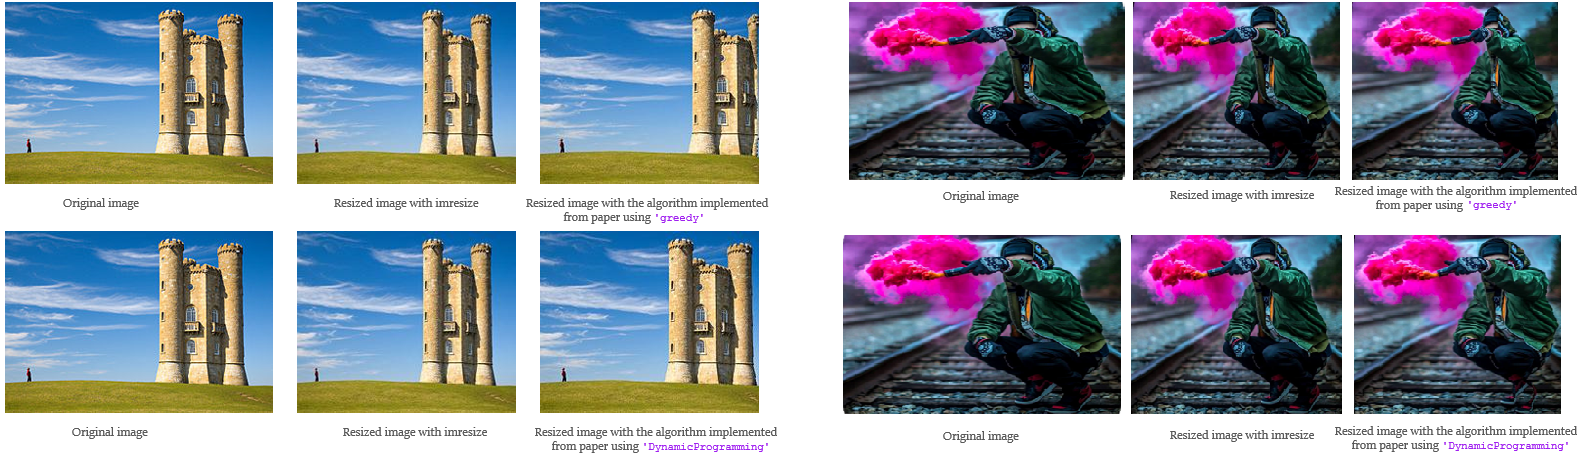 Original image
Resized image with imresize
Resized image with the algorithm implemented
from paper using 'greedy'
Original image
Resized image with imresize
Resized image with the algorithm implemented
from paper using 'greedy'
Original image
Resized image with imresize
Resized image with the algorithm implemented
from paper using 'DynamicProgramming'
Original image
Resized image with imresize
Resized image with the algorithm implemented
from paper using 'DynamicProgramming'